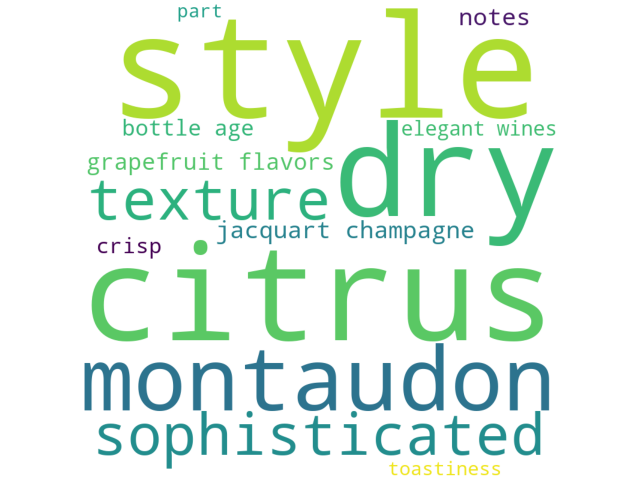 part
notes
style
bottle age
elegant wines
dry
grapefruit flavors
texture
jacquart champagne
crisp
citrus
montaudon
sophisticated
toastiness